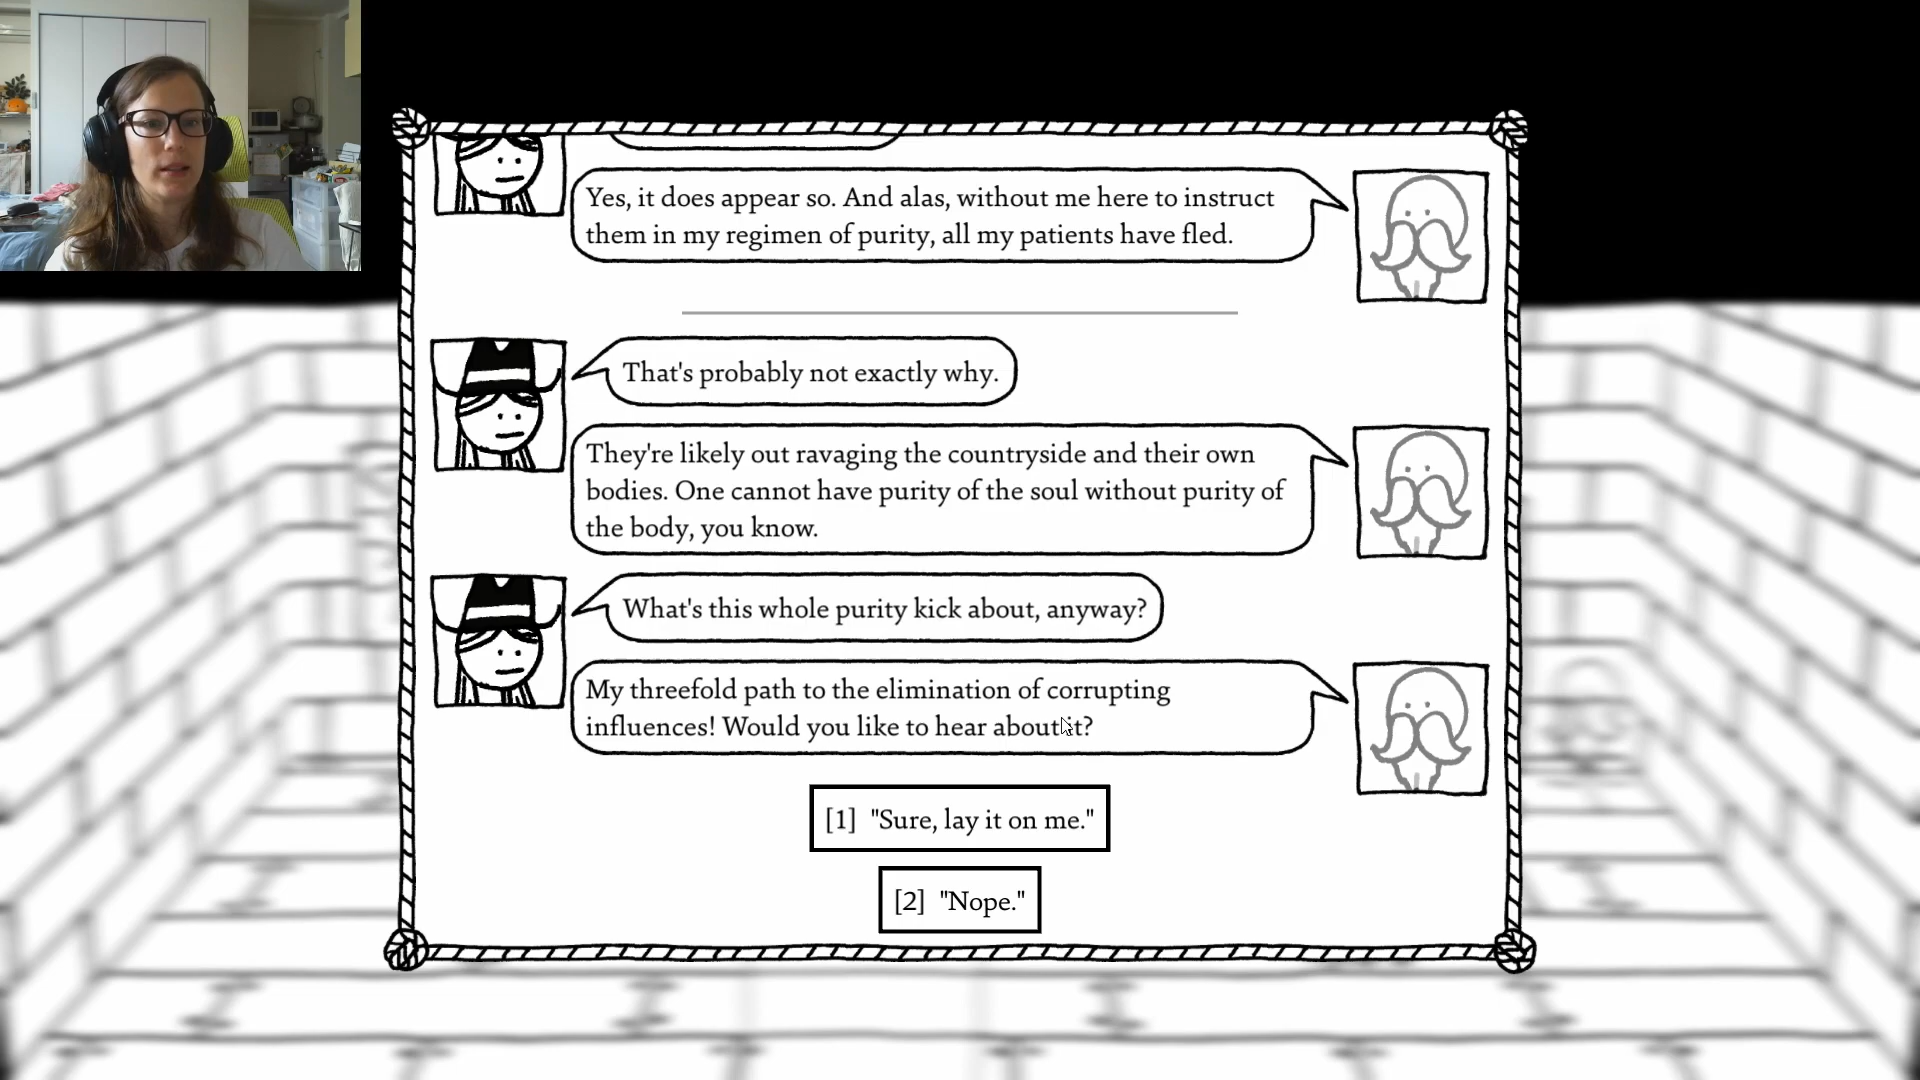 Yes, it does appear so. And alas, without me here to instruct
them in my regimen of purity, all my patients have fled.
That's probably not exactly why.
They're likely out ravaging the countryside and their own
bodies. One cannot have purity of the soul without purity of
the body, you know.
What's this whole purity kick about, anyway?
My threefold path to the elimination of corrupting
influences! Would you like to hear about it?
[1] "Sure, lay it on me."
[2] "Nope."